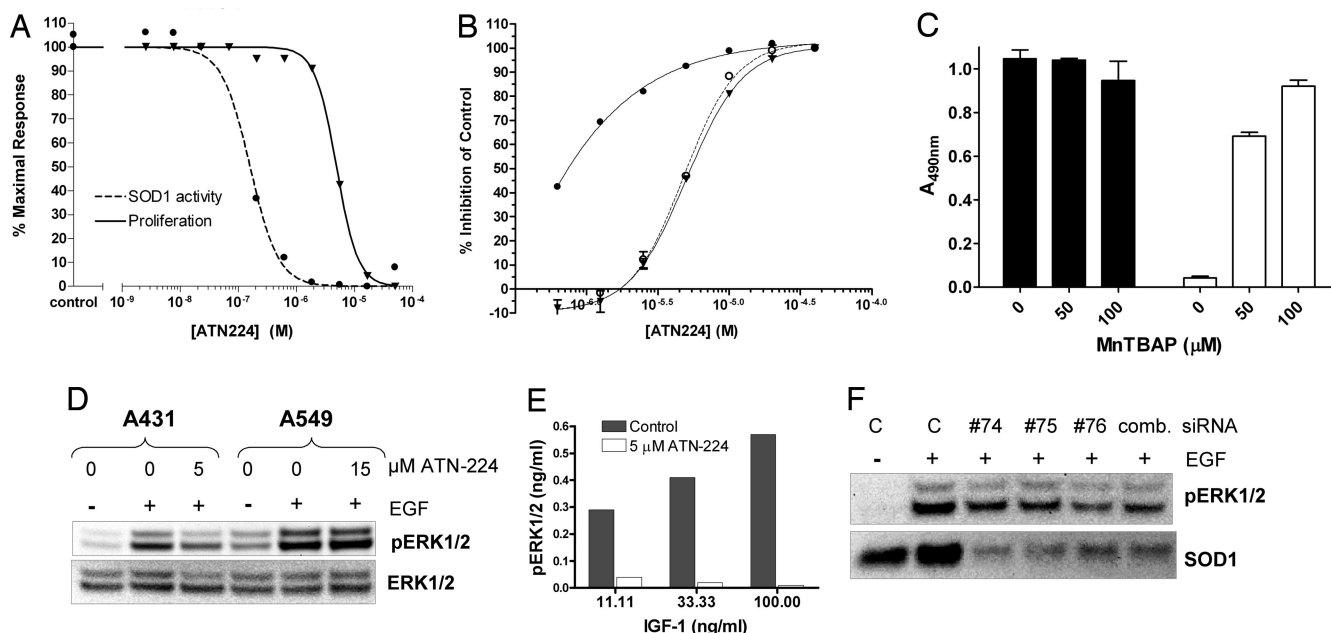 A
% Maximal Response
110
100
90
80
70
60
50
40
30
20
10
0
SOD1 activity
Proliferation
control 10-9 10-8 10-7 10-6 10-5 10-4
[ATN224] (M)
B
% Inhibition of Control
110
100
90
80
70
60
50
40
30
20
10
0
-10
10-6.0 10-5.5 10-5.0 10-4.5 10-4.0
[ATN224] (M)
C
A490nm
1.0
0.8
0.6
0.4
0.2
0.0
0 50 100 0 50 100
MnTBAP (µM)
D
A431 A549
0 0 5 0 0 15 µM ATN-224
- + + - + + EGF
pERK1/2
ERK1/2
E
pERK1/2 (ng/ml)
0.6
0.5
0.4
0.3
0.2
0.1
0.0
Control
5 µM ATN-224
11.11 33.33 100.00
IGF-1 (ng/ml)
F
C C #74 #75 #76 comb. siRNA
- + + + + + EGF
pERK1/2
SOD1